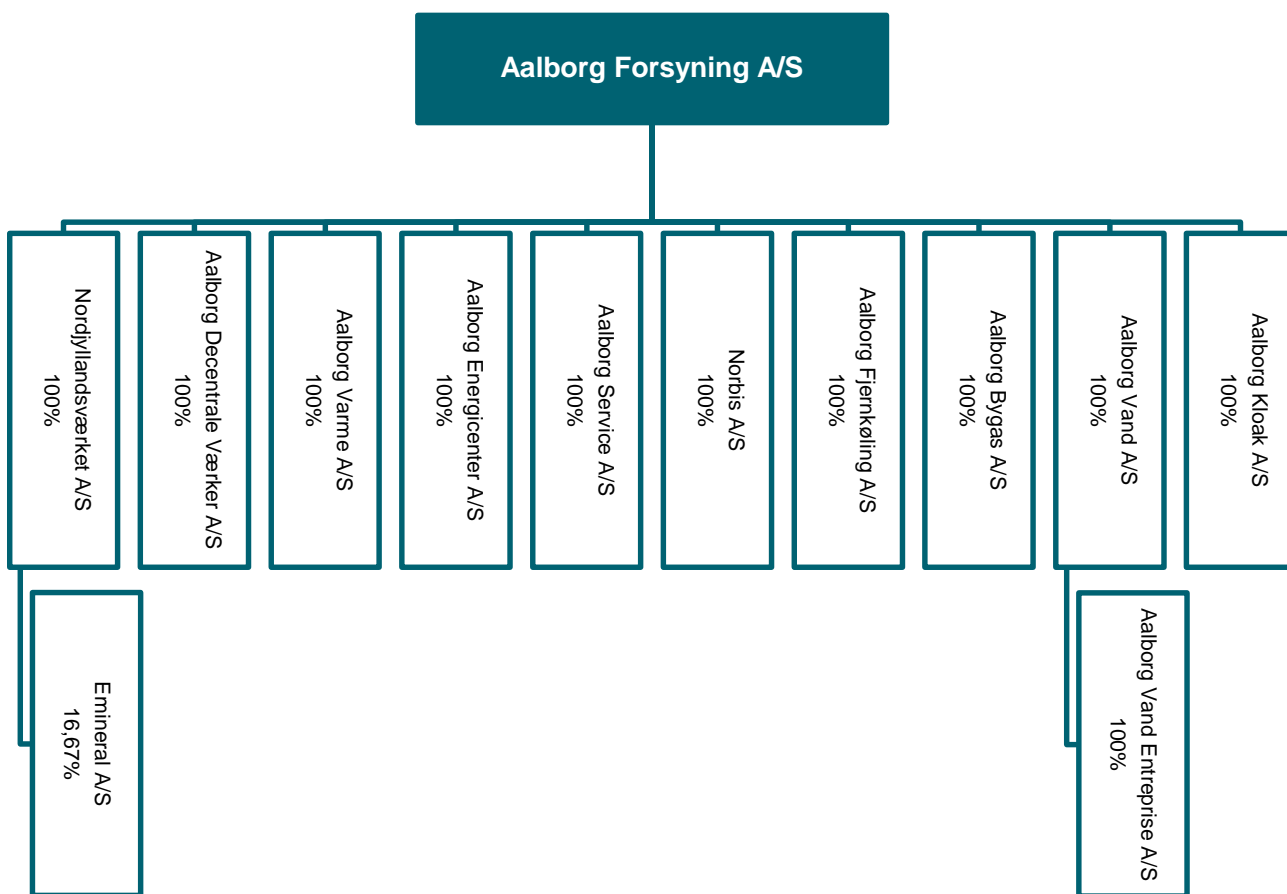 Aalborg Forsyning A/S
Nordjyllandsværket A/S
100%
Aalborg Decentrale Værker A/S
100%
Aalborg Varme A/S
100%
Aalborg Energicenter A/S
100%
Aalborg Service A/S
100%
Norbis A/S
100%
Aalborg Fjernkøling A/S
100%
Aalborg Bygas A/S
100%
Aalborg Vand A/S
100%
Aalborg Kloak A/S
100%
Emineral A/S
16,67%
Aalborg Vand Entreprise A/S
100%